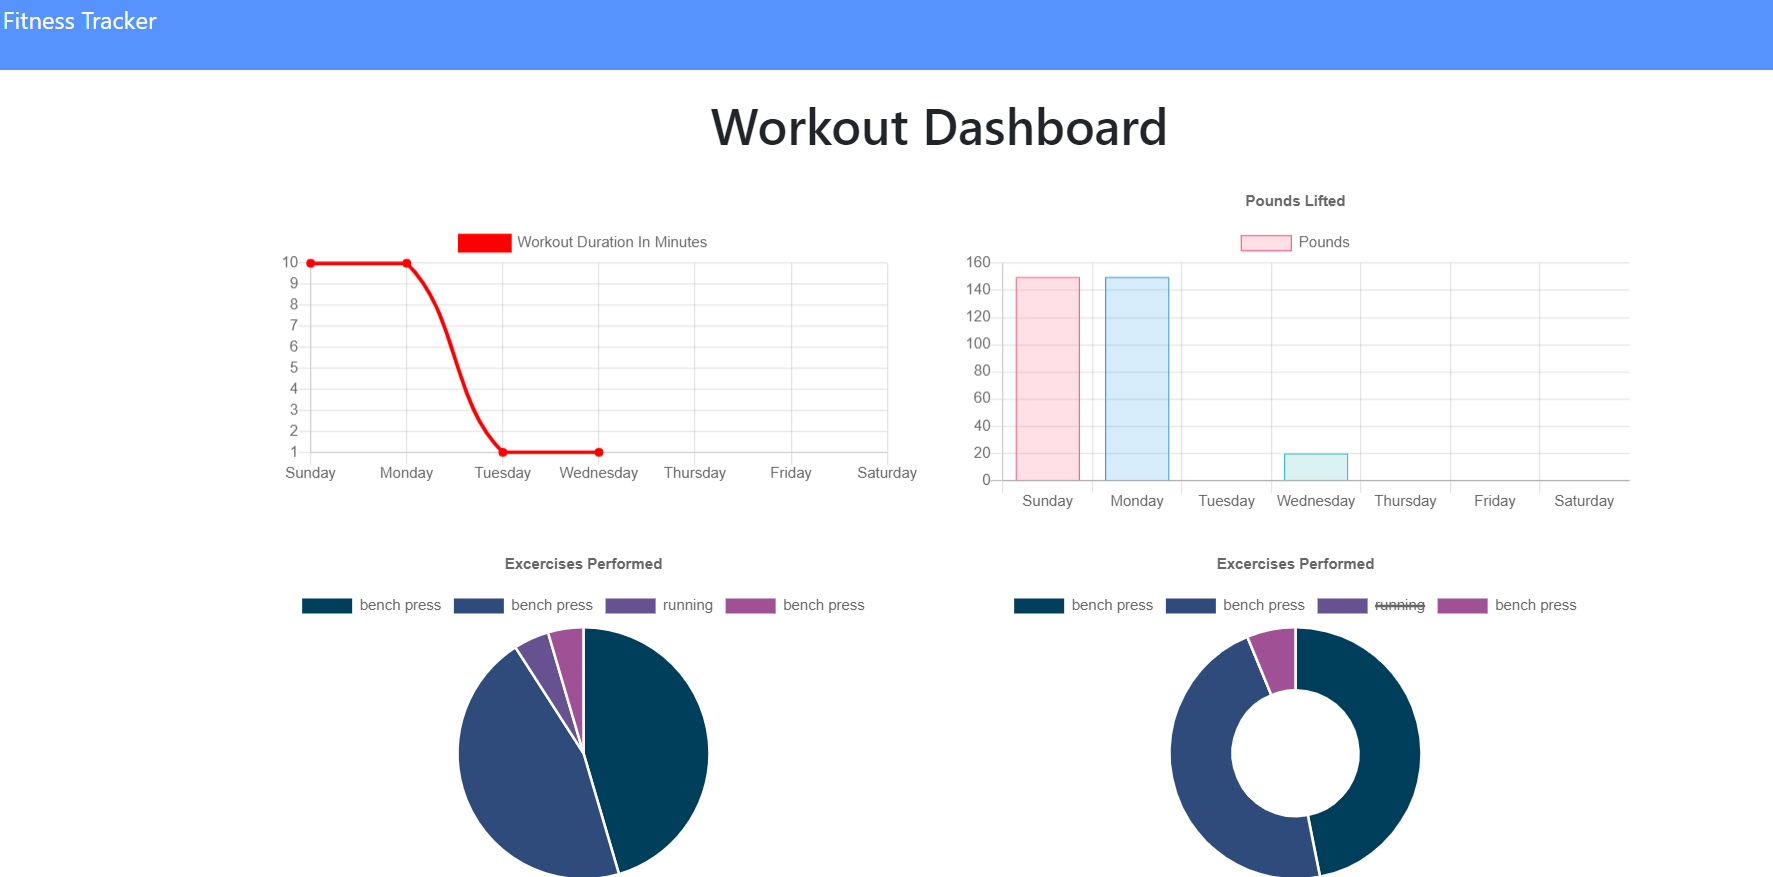 Fitness Tracker
Workout Dashboard
Workout Duration In Minutes
10
9
8
7
6
5
4
3
2
1
Sunday Monday Tuesday Wednesday Thursday Friday Saturday
Pounds Lifted
Pounds
160
140
120
100
80
60
40
20
0
Sunday Monday Tuesday Wednesday Thursday Friday Saturday
Excercises Performed
bench press bench press running bench press
Excercises Performed
bench press bench press running bench press